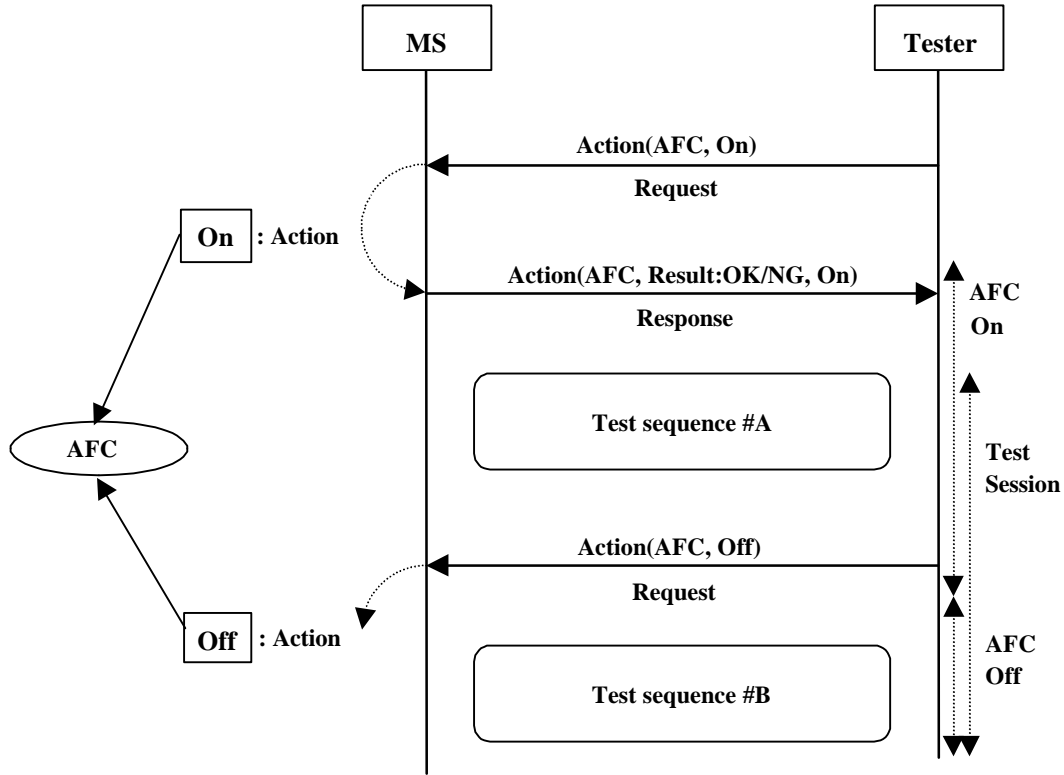 MS
Tester
Action(AFC, On)
Request
On : Action
Action(AFC, Result:OK/NG, On)
Response
AFC
On
Test sequence #A
AFC
Test
Session
Action(AFC, Off)
Request
Off : Action
AFC
Off
Test sequence #B